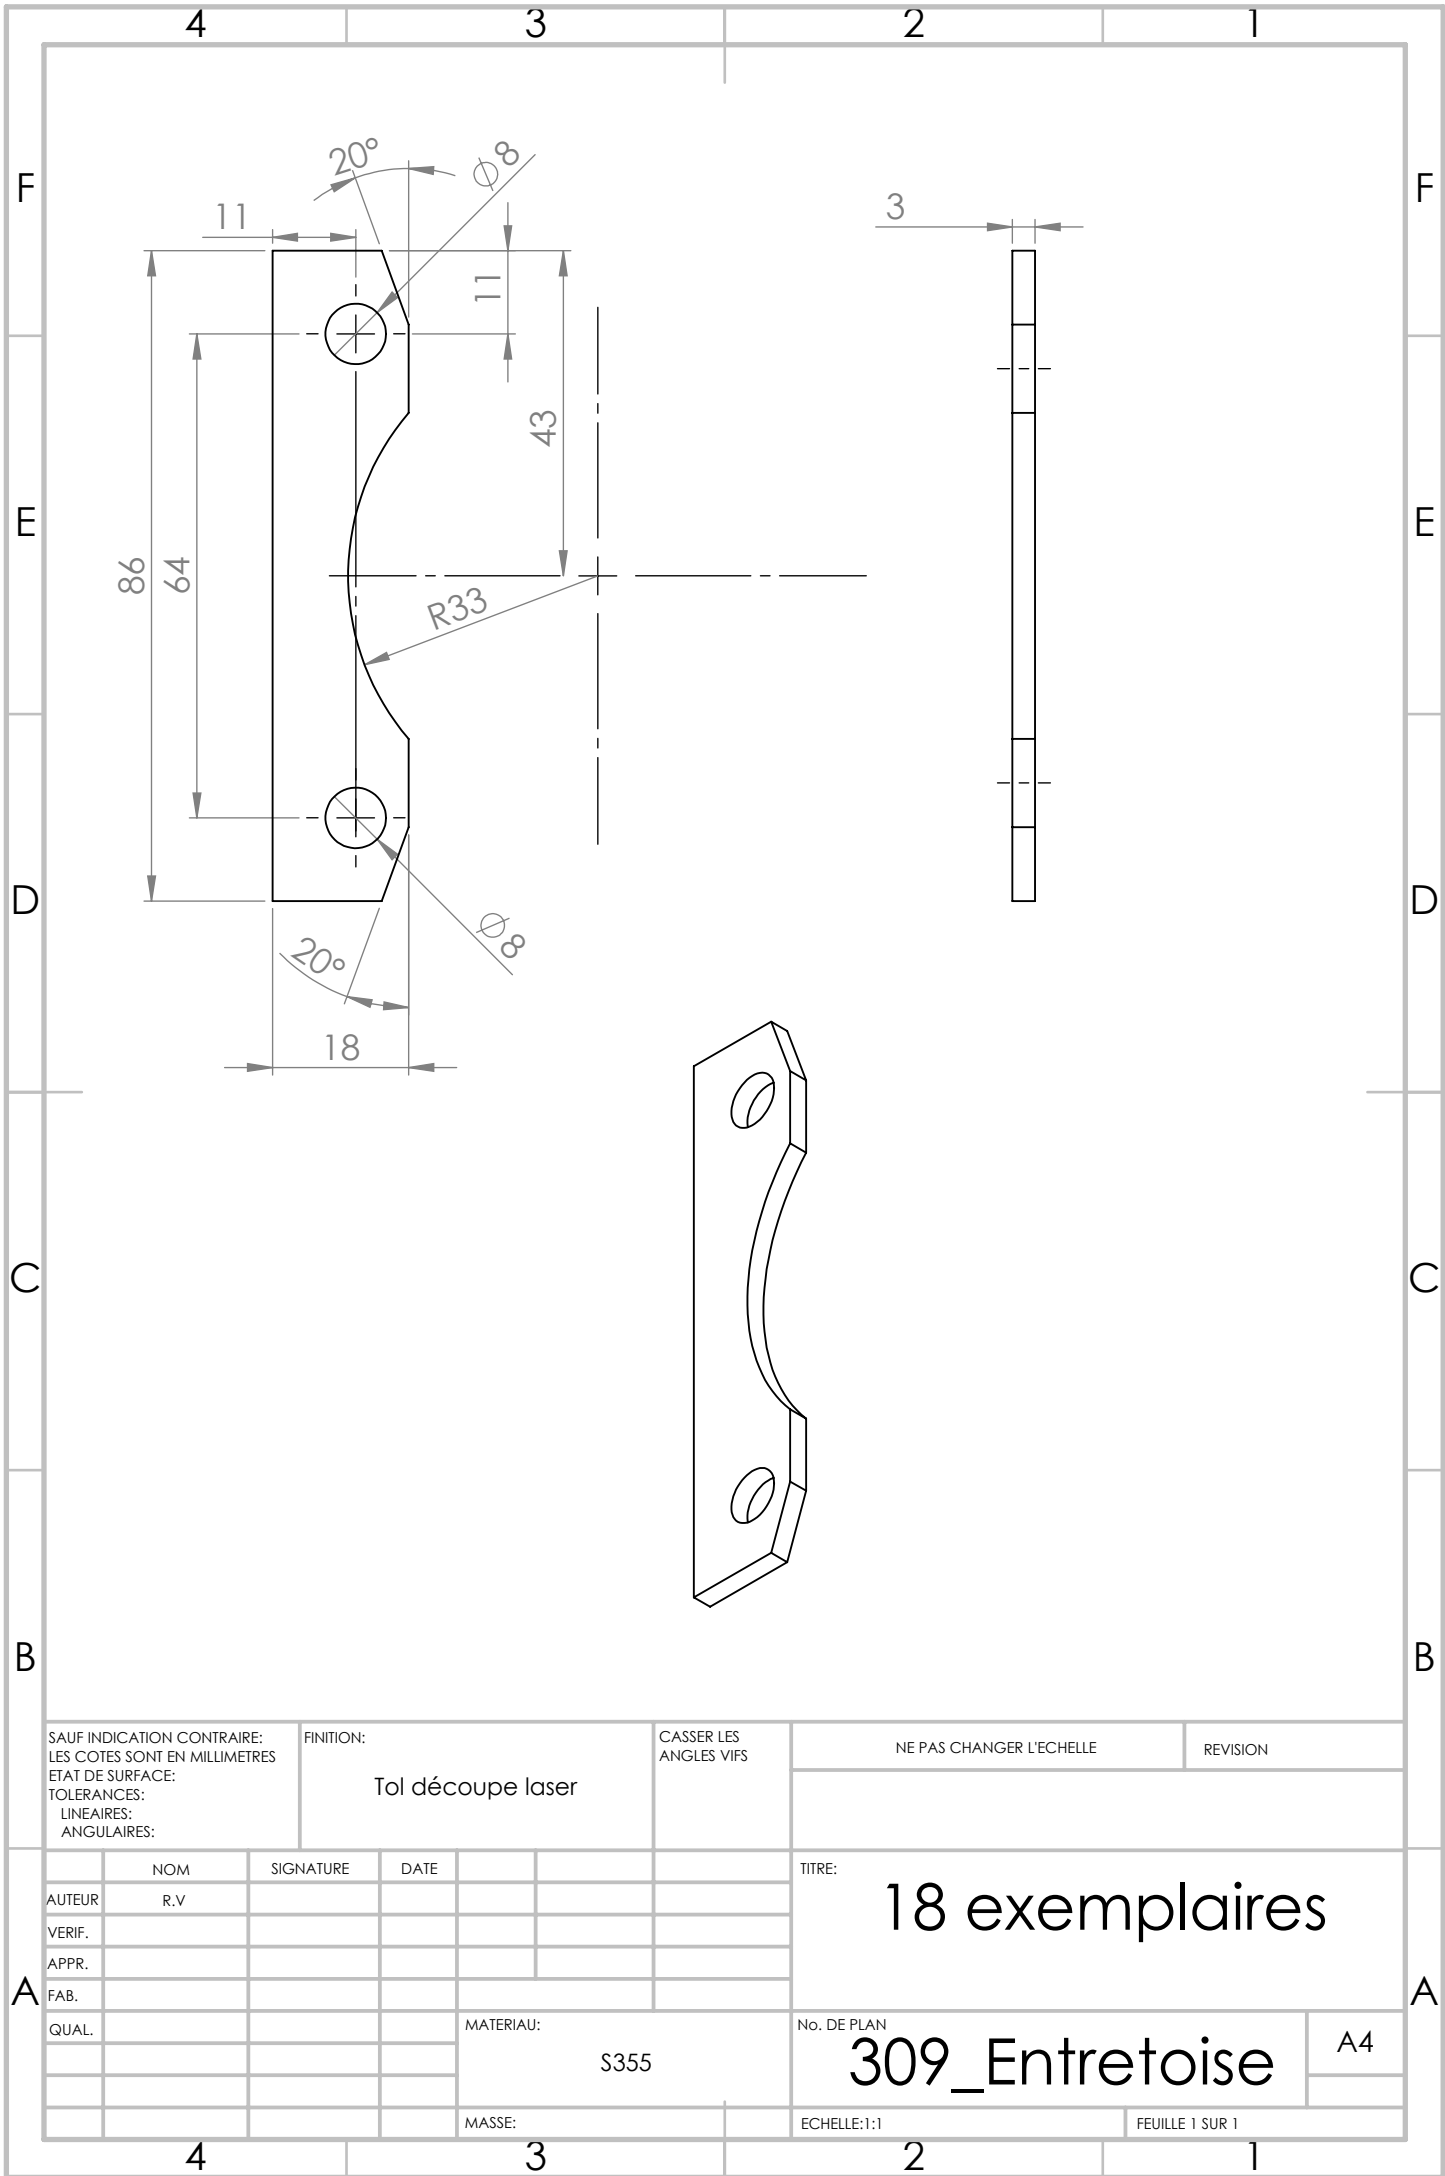 4 3 2 1
F F
20°
∅8
11
3
11
43
E E
86
64
R33
D D
∅8
20°
18
C C
B B
SAUF INDICATION CONTRAIRE:
LES COTES SONT EN MILLIMETRES
ETAT DE SURFACE:
TOLERANCES:
LINEAIRES:
ANGULAIRES:
FINITION:
Tol découpe laser
CASSER LES
ANGLES VIFS
NE PAS CHANGER L'ECHELLE
REVISION
NOM SIGNATURE DATE
AUTEUR R.V
VERIF.
APPR.
FAB.
QUAL.
TITRE:
18 exemplaires
A A
MATERIAU:
S355
No. DE PLAN
309_Entretoise
A4
MASSE:
ECHELLE:1:1
FEUILLE 1 SUR 1
4 3 2 1